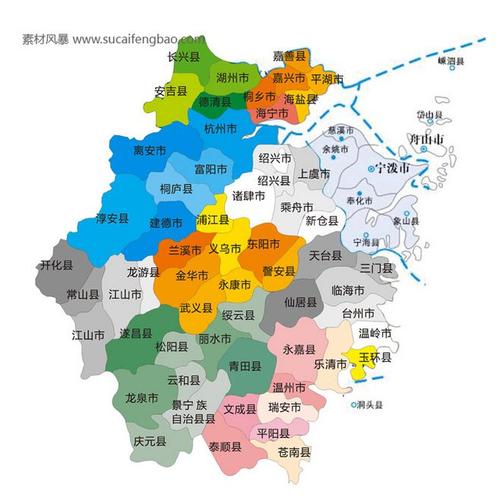 素材风暴 www.sucaifengbao.com
长兴县
嘉善县
嵊泗县
湖州市
嘉兴市
平湖市
安吉县
德清县
桐乡市
海盐县
海宁市
岱山县
杭州市
慈溪市
舟山市
离安市
余姚市
绍兴市
富阳市
宁泼市
上虞市
绍兴县
桐庐县
诸肆市
奉化市
乘舟市
淳安县
建德市
浦江县
新仓县
象山县
兰溪市
义乌市
东阳市
宁海县
天台县
开化县
龙游县
金华市
三门县
常山县
江山市
永康市
謦安县
仙居县
临海市
武义县
绥云县
台州市
江山市
遂昌县
丽水市
温岭市
松阳县
永嘉县
玉环县
青田县
乐清市
云和县
温州市
龙泉市
景宁 族
自治县县
文成县
瑞安市
洞头县
庆元县
平阳县
泰顺县
苍南县